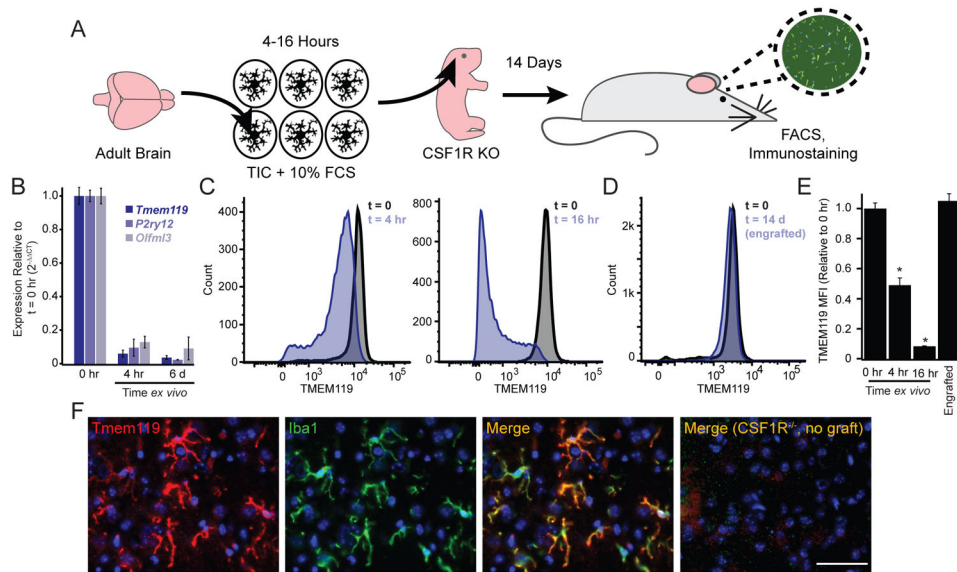 A
4-16 Hours
14 Days
Adult Brain
TIC + 10% FCS
CSF1R KO
FACS,
Immunostaining
B
Expression Relative to
t = 0 hr (2^-ΔΔCT)
1.0
0.8
0.6
0.4
0.2
0.0
Tmem119
P2ry12
Olfml3
0 hr
4 hr
6 d
Time ex vivo
C
Count
400
300
200
100
0
t = 0
t = 4 hr
0 10^3 10^4 10^5
TMEM119
800
600
400
200
0
t = 0
t = 16 hr
0 10^3 10^4 10^5
TMEM119
D
Count
2k
1k
0
t = 0
t = 14 d
(engrafted)
0 10^3 10^4 10^5
TMEM119
E
TMEM119 MFI (Relative to 0 hr)
1.0
0.8
0.6
0.4
0.2
0
*
*
0 hr 4 hr 16 hr
Time ex vivo
Engrafted
F
Tmem119
Iba1
Merge
Merge (CSF1R-/-, no graft)